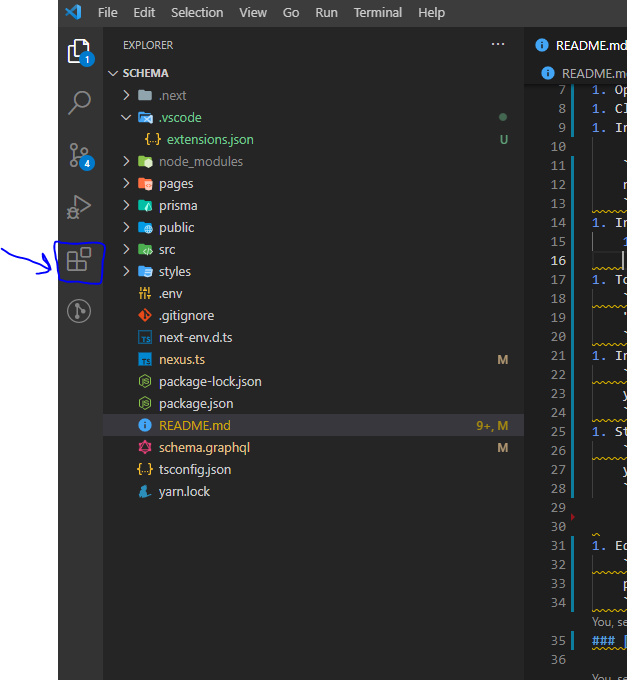 File Edit Selection View Go Run Terminal Help
EXPLORER ···
README.md
SCHEMA
README.m
.next
.vscode
extensions.json U
node_modules
pages
prisma
public
src
styles
.env
.gitignore
next-env.d.ts
nexus.ts M
package-lock.json
package.json
README.md 9+, M
schema.graphql M
tsconfig.json
yarn.lock
1
4
7 1. Op
8 1. Cl
9 1. In
10
11 `
12 n
13 `
14 1. In
15 1
16
17 1. To
18 `
19 '
20 `
21 1. In
22 `
23 y
24 `
25 1. St
26 `
27 y
28 `
29
30
31 1. Ed
32 `
33 p
34 `
You, se
35 ###
36
You, se